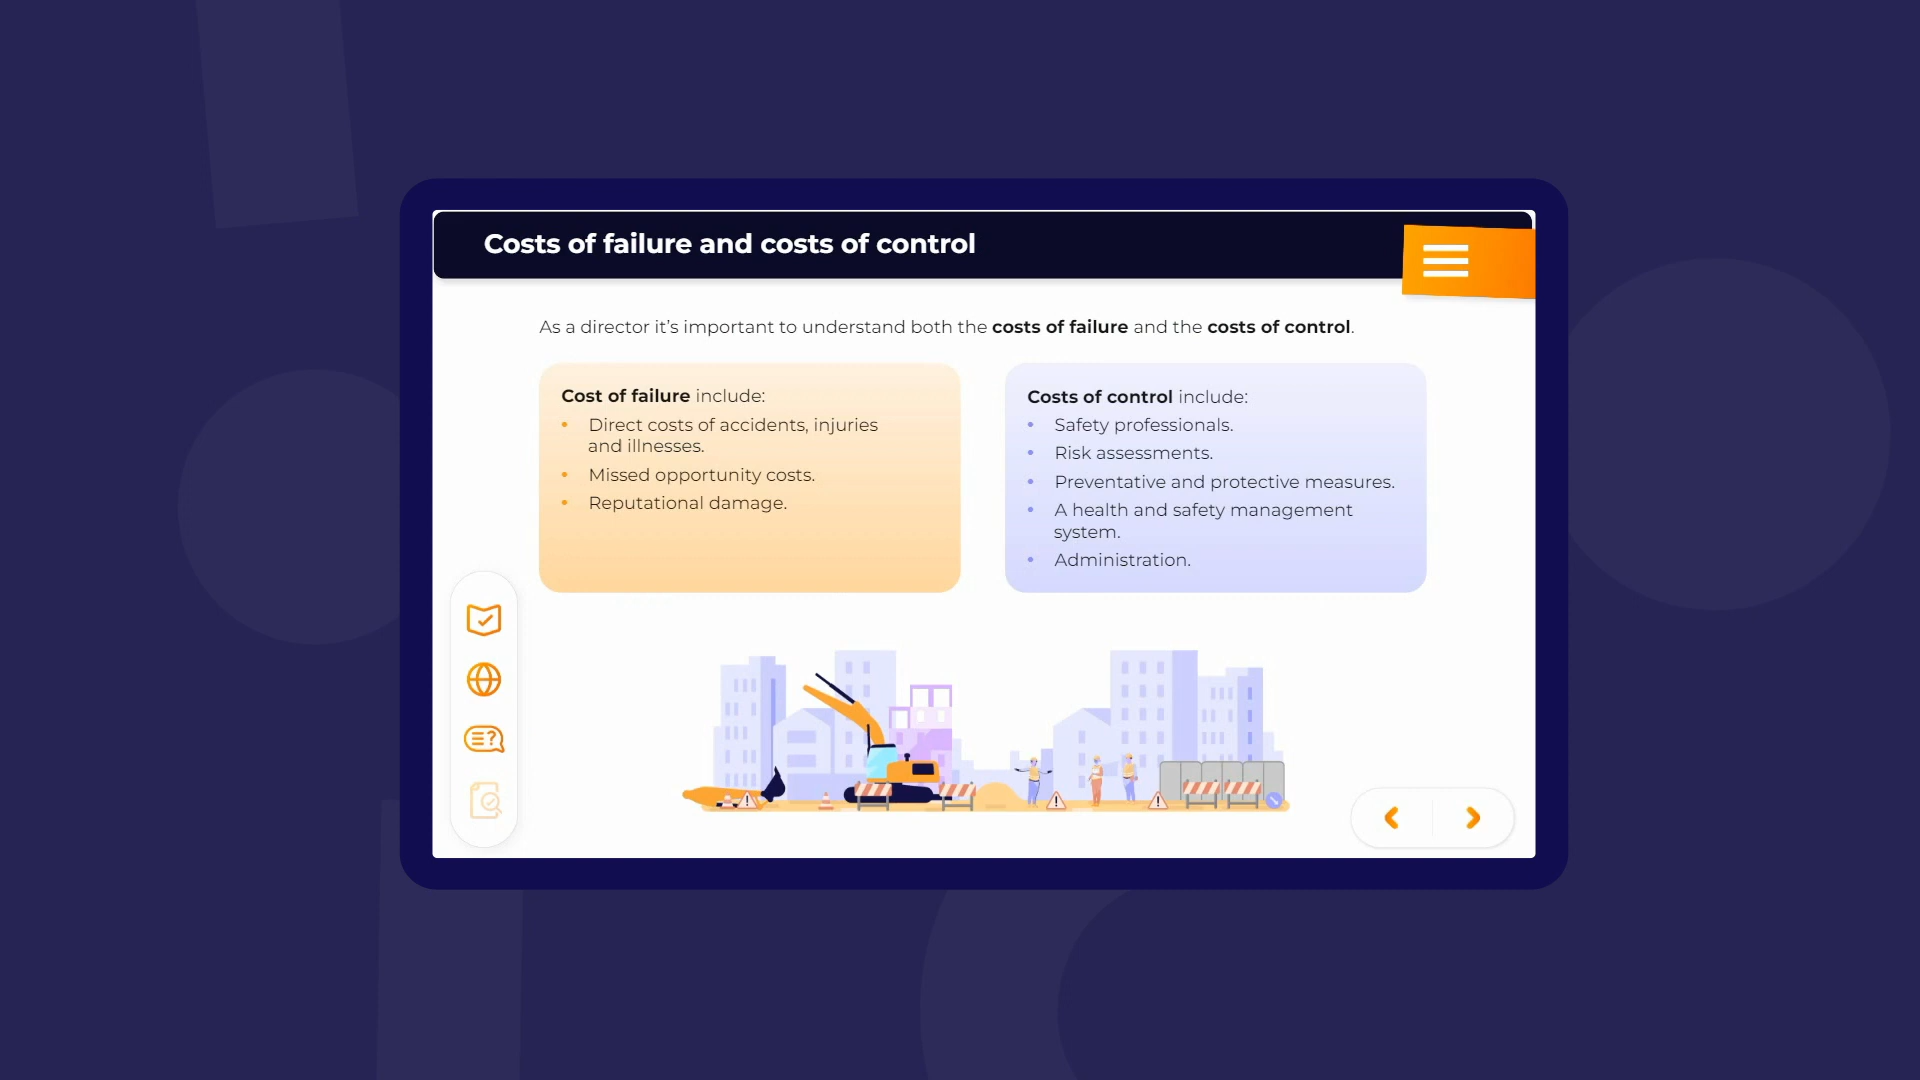 Costs of failure and costs of control
As a director it's important to understand both the costs of failure and the costs of control.
Cost of failure include:
• Direct costs of accidents, injuries
and illnesses.
• Missed opportunity costs.
• Reputational damage.
Costs of control include:
• Safety professionals.
• Risk assessments.
• Preventative and protective measures.
• A health and safety management
system.
• Administration.